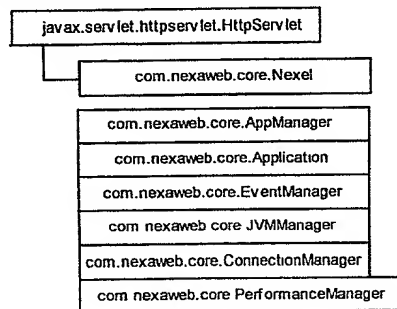 javax.servlet.httpservlet.HttpServlet
com.nexaweb.core.Nexel
com.nexaweb.core.AppManager
com.nexaweb.core.Application
com.nexaweb.core.EventManager
com nexaweb core JVMManager
com.nexaweb.core.ConnectionManager
com nexaweb.core PerformanceManager